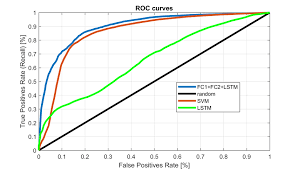 ROC curves
True Positives Rate (Recall) [%]
1
0.9
0.8
0.7
0.6
0.5
0.4
0.3
0.2
0.1
0
FC1+FC2+LSTM
random
SVM
LSTM
0 0.1 0.2 0.3 0.4 0.5 0.6 0.7 0.8 0.9 1
False Positives Rate [%]